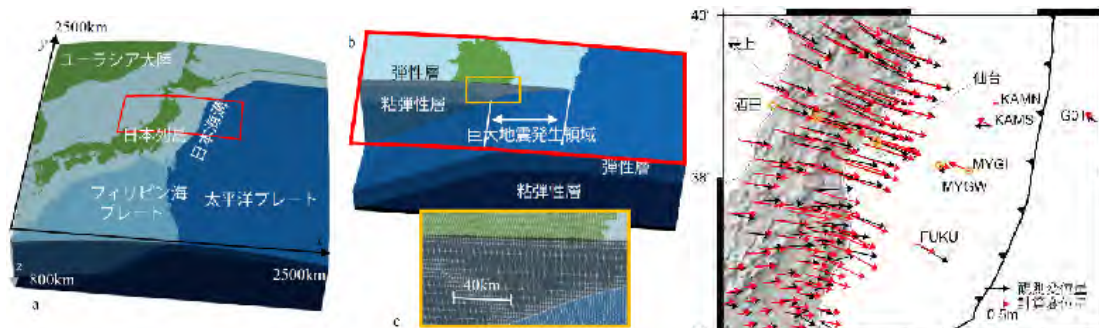 2500km
y
ユーラシア大陸
日本列島
日本海溝
フィリピン海
プレート
太平洋プレート
x
2500km
z
800km
a
b
弾性層
粘弾性層
巨大地震発生領域
弾性層
粘弾性層
c
40km
40˚
最上
仙台
酒田
KAMN
KAMS
G01
38˚
MYGI
MYGW
FUKU
観測変位量
計算変位量
0.5m